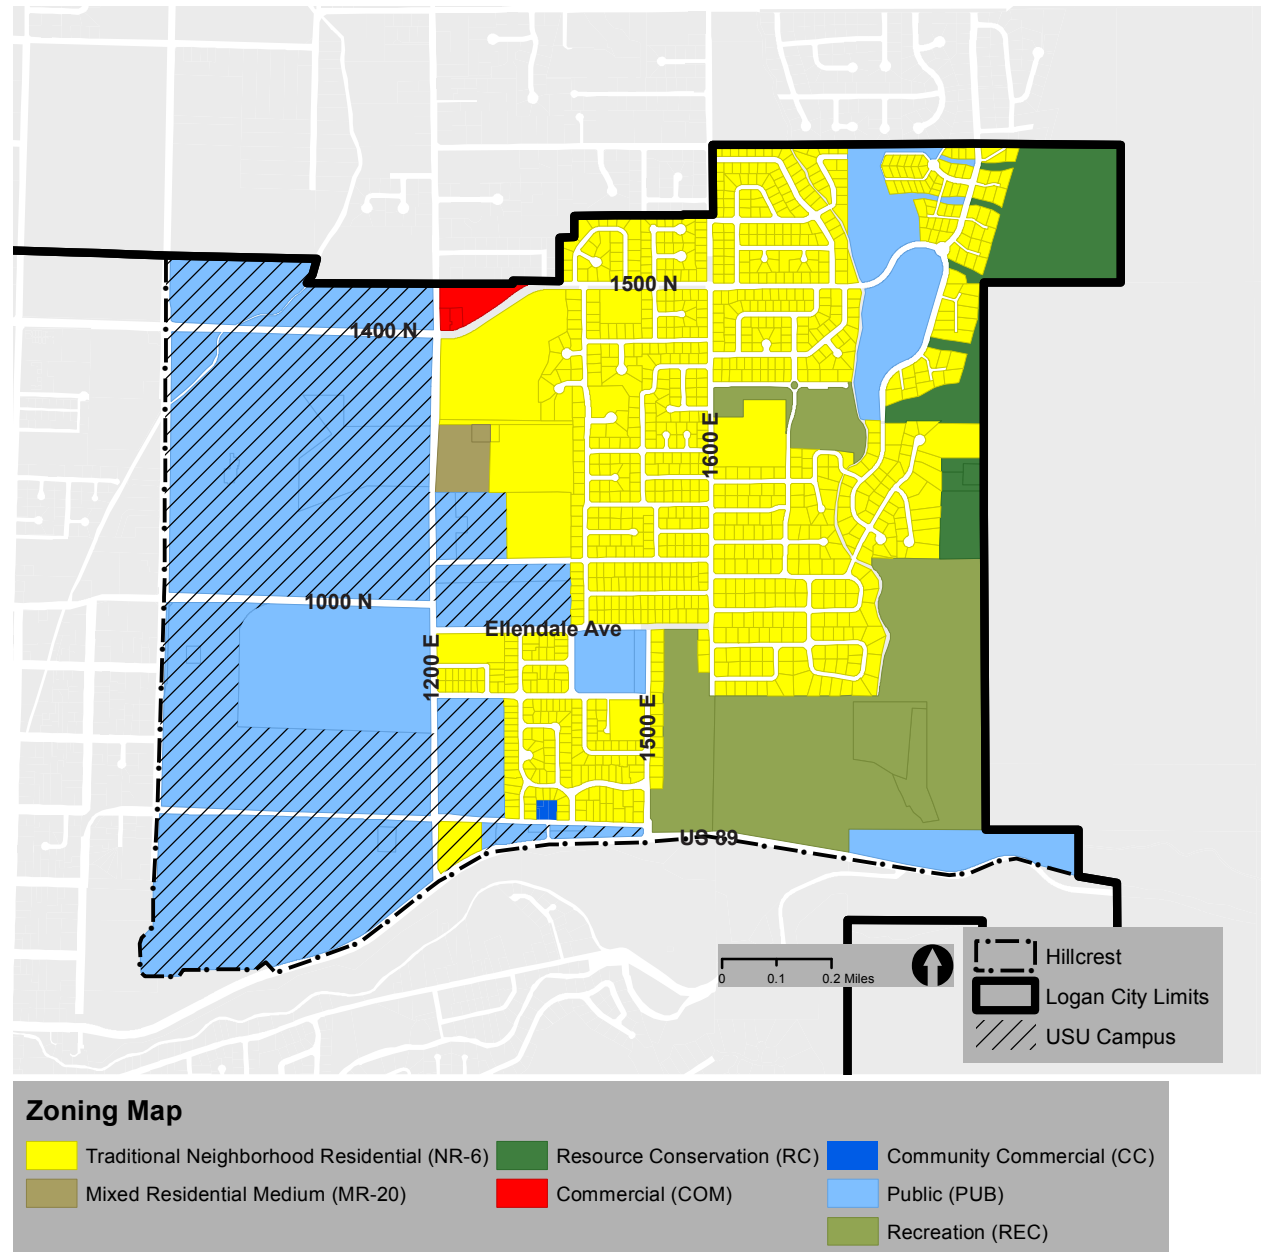 1500 N
1400 N
1600 E
1000 N
Ellendale Ave
1200 E
1500 E
US 89
0 0.1 0.2 Miles
Hillcrest
Logan City Limits
USU Campus
Zoning Map
Traditional Neighborhood Residential (NR-6) Resource Conservation (RC) Community Commercial (CC)
Mixed Residential Medium (MR-20) Commercial (COM) Public (PUB)
Recreation (REC)